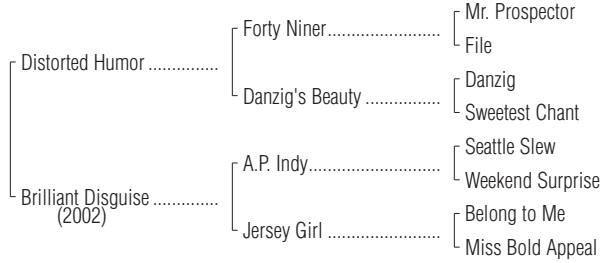 Mr. Prospector
Forty Niner........................
File
Distorted Humor ...............
Danzig
Danzig's Beauty ................
Sweetest Chant
Seattle Slew
A.P. Indy............................
Weekend Surprise
Brilliant Disguise ..............
(2002)
Belong to Me
Jersey Girl ........................
Miss Bold Appeal